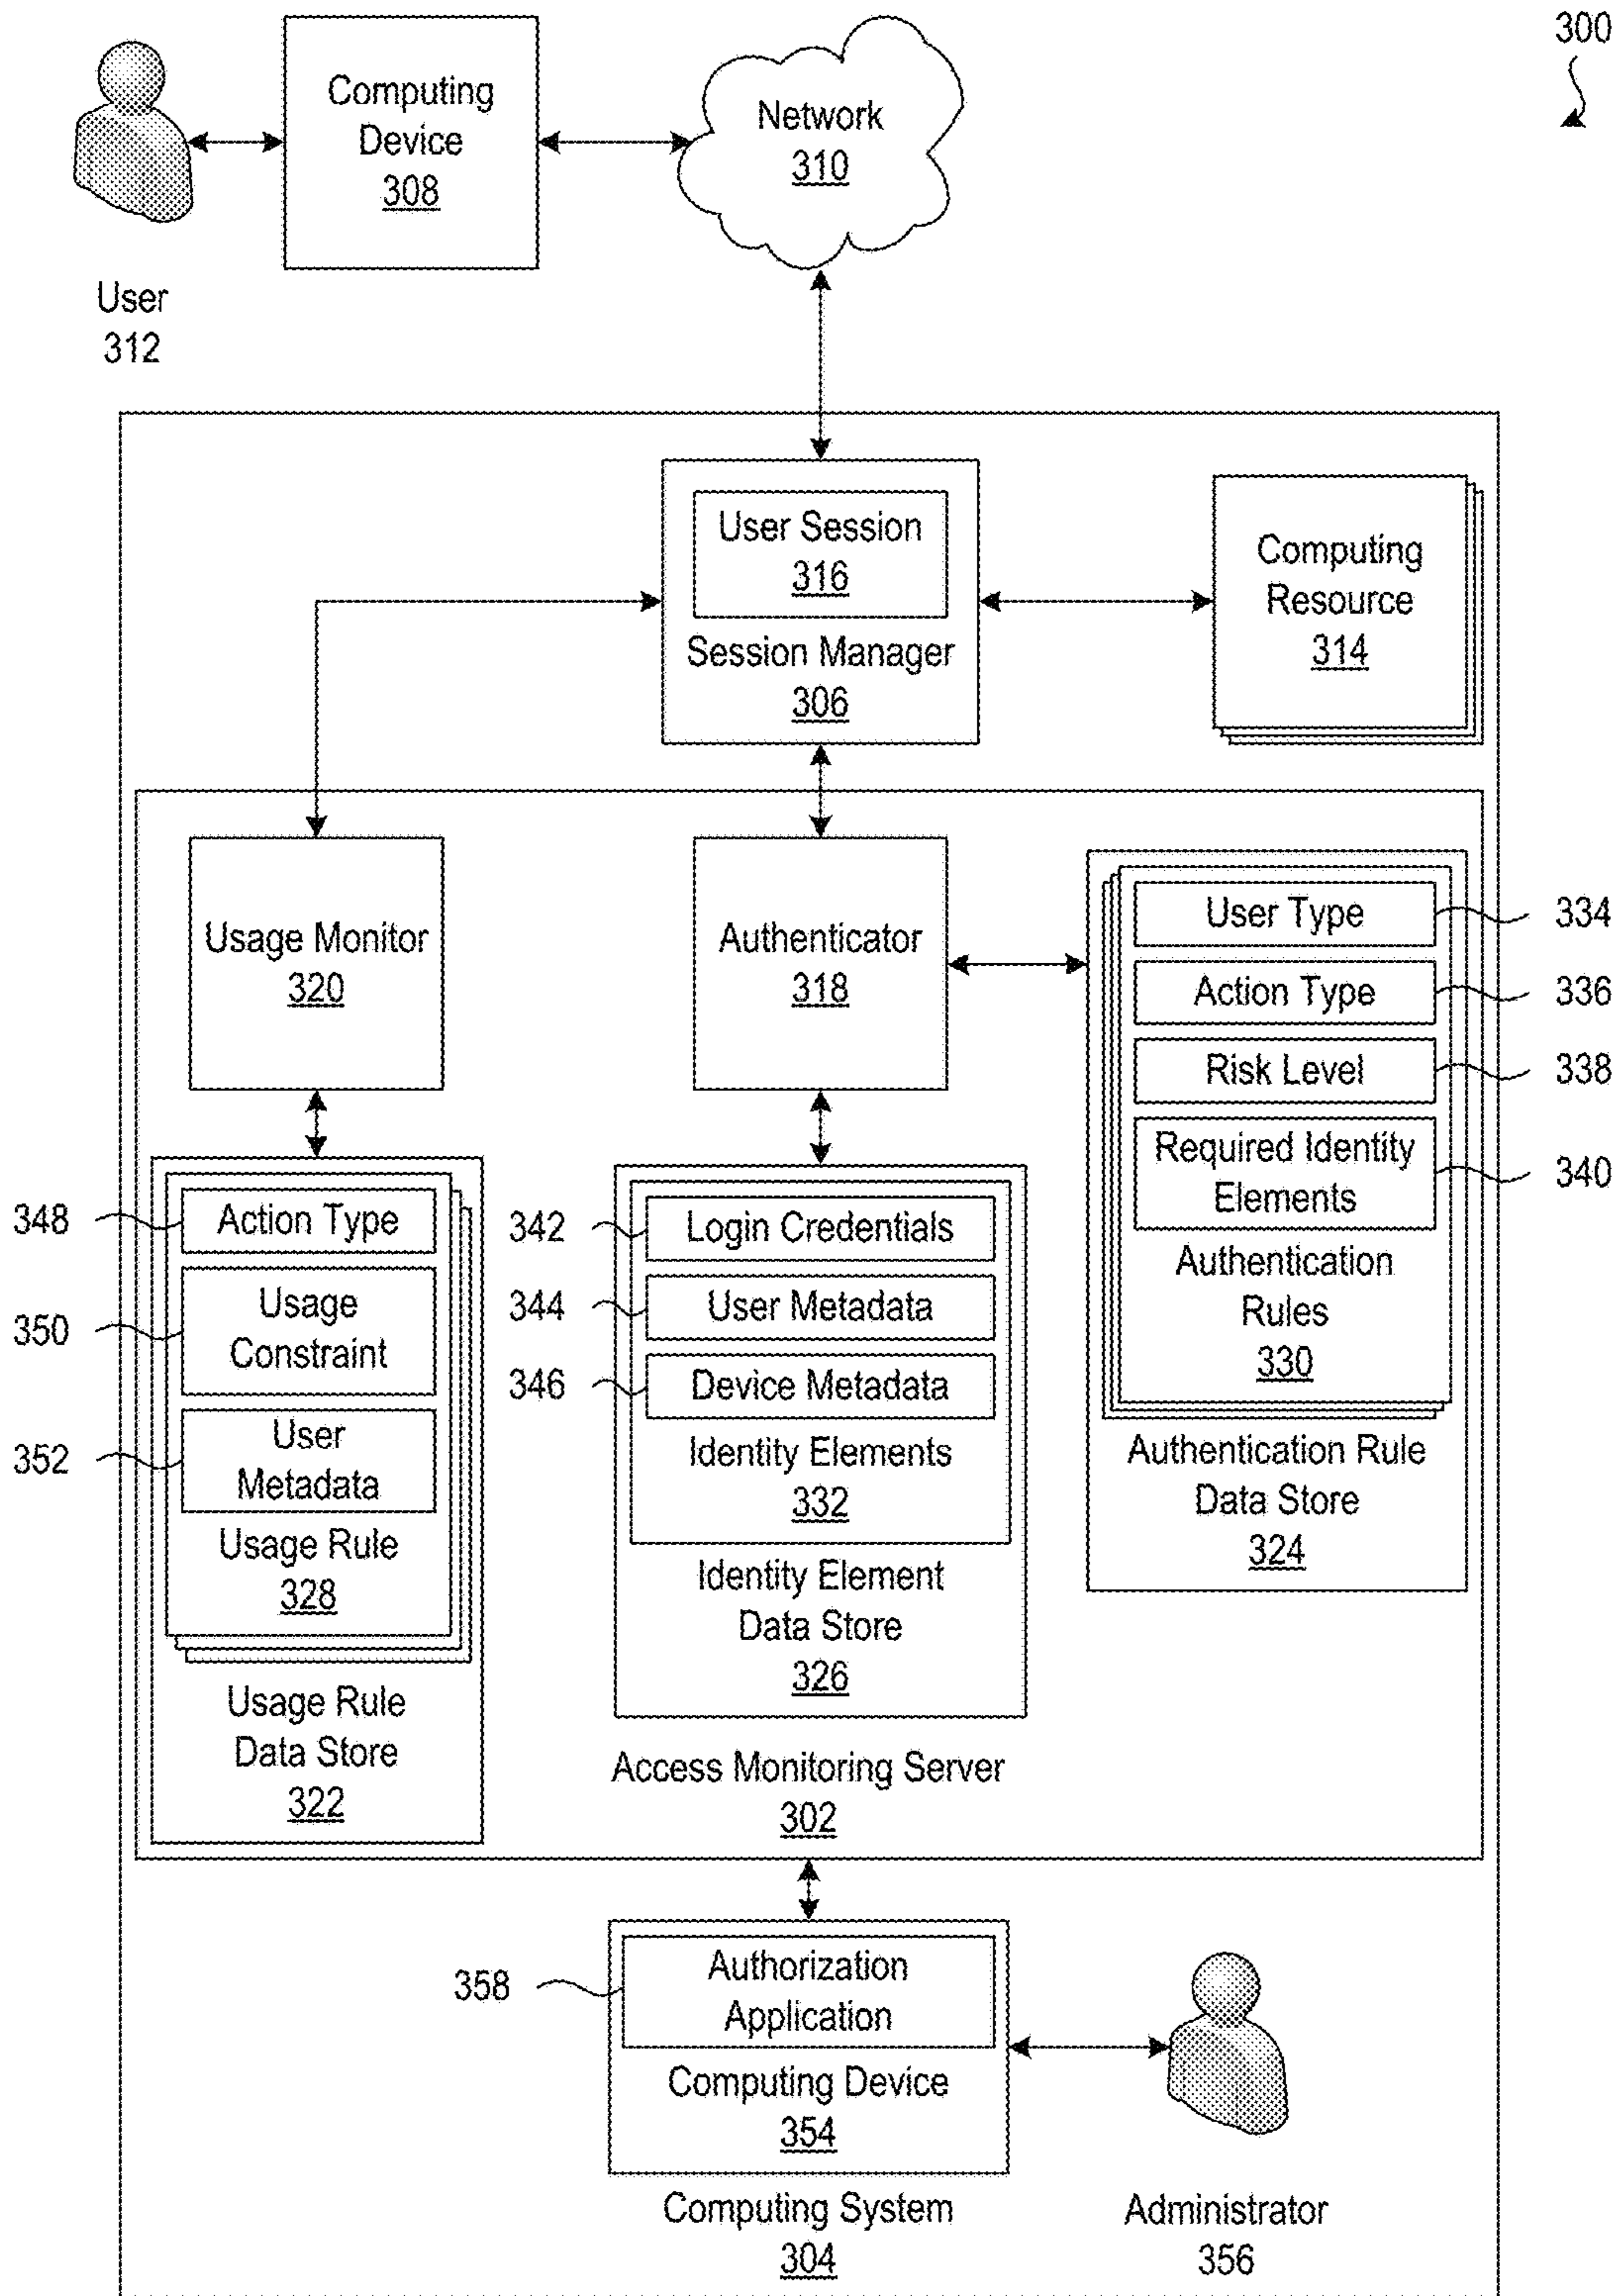 300
Computing
Device
308
Network
310
User
312
User Session
316
Session Manager
306
Computing
Resource
314
Usage Monitor
320
Authenticator
318
User Type
334
Action Type
336
Risk Level
338
Required Identity
Elements
340
Authentication
Rules
330
Authentication Rule
Data Store
324
348
Action Type
350
Usage
Constraint
352
User
Metadata
Usage Rule
328
Usage Rule
Data Store
322
342
Login Credentials
344
User Metadata
346
Device Metadata
Identity Elements
332
Identity Element
Data Store
326
Access Monitoring Server
302
358
Authorization
Application
Computing Device
354
Computing System
304
Administrator
356